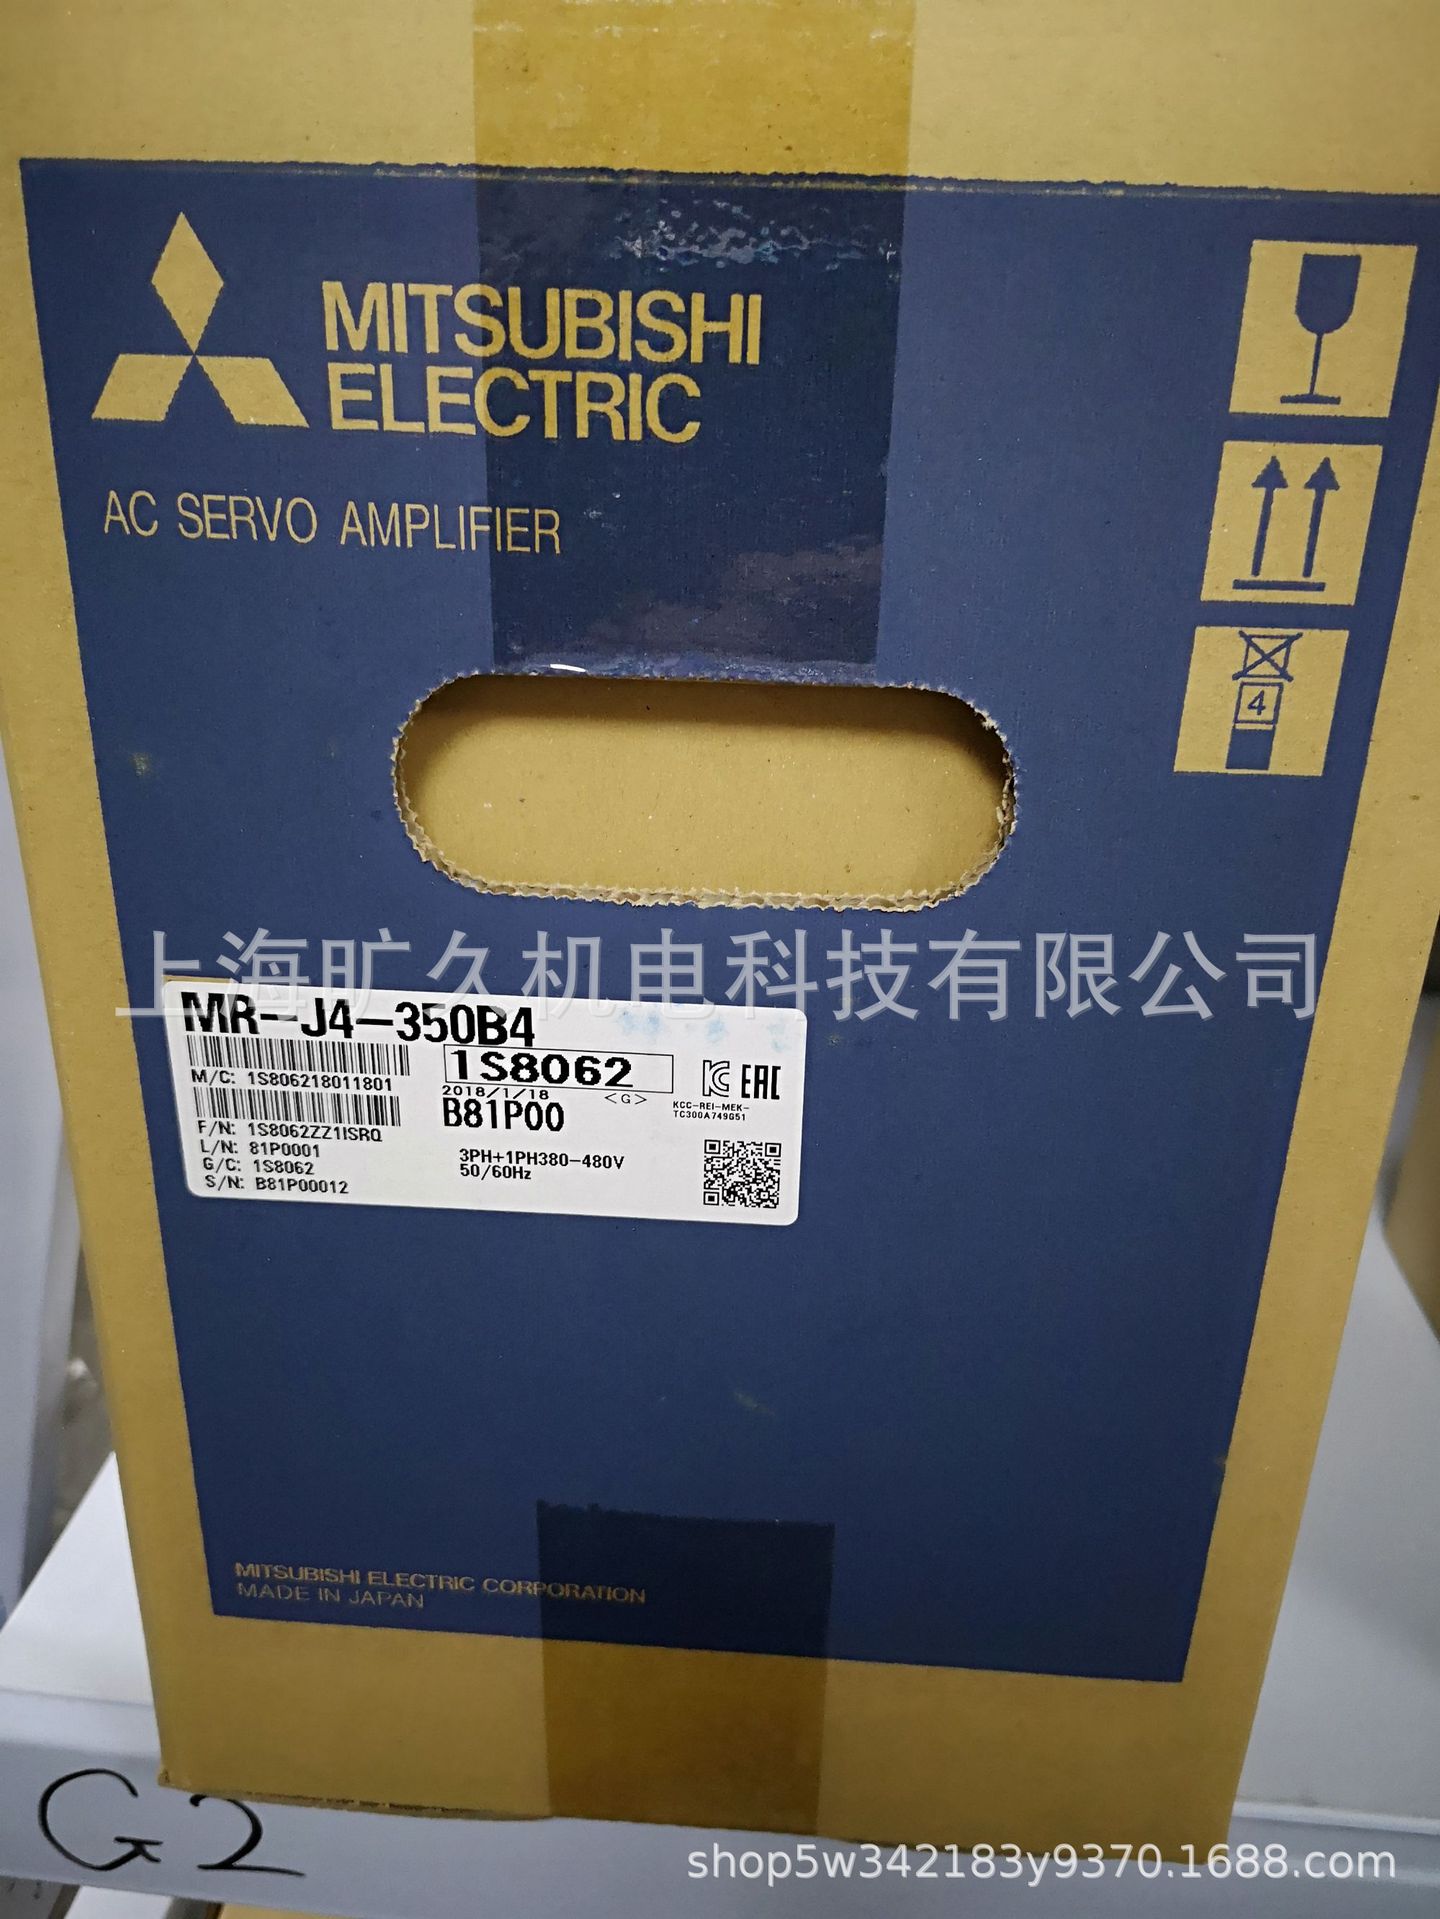 MITSUBISHI
ELECTRIC
AC SERVO AMPLIFIER
4
上海旷久机电科技有限公司
MR-J4-350B4
1S8062
M/C: 1S806218011801
2018/1/18
<G>
B81P00
KCC-REI-MEK-
TC300A749G51
EAC
F/N: 1S8062ZZ1ISRQ
L/N: 81P0001
G/C: 1S8062
S/N: B81P00012
3PH+1PH380-480V
50/60Hz
MITSUBISHI ELECTRIC CORPORATION
MADE IN JAPAN
G2
shop5w342183y9370.1688.com